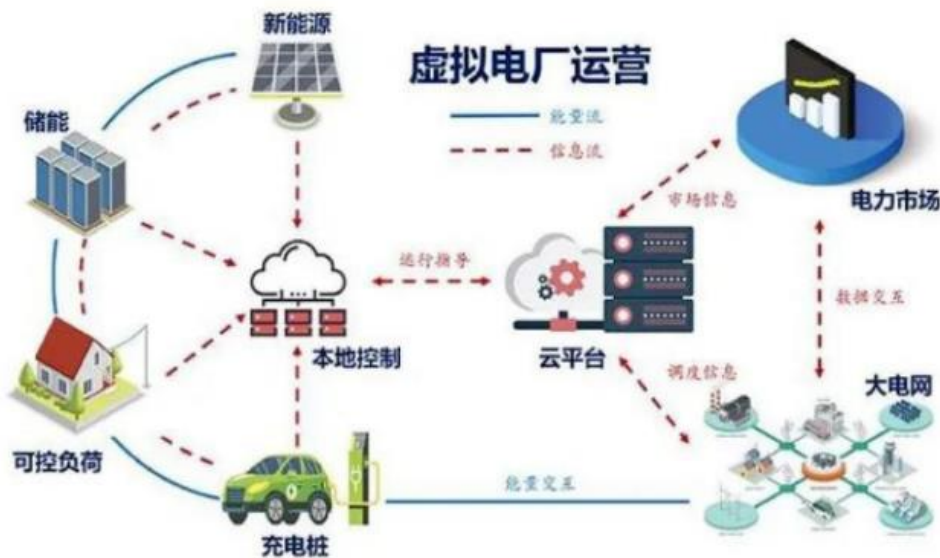 新能源
虚拟电厂运营
能量流
信息流
储能
电力市场
市场信息
运行指导
数据交互
本地控制
云平台
调度信息
大电网
可控负荷
能量交互
充电桩